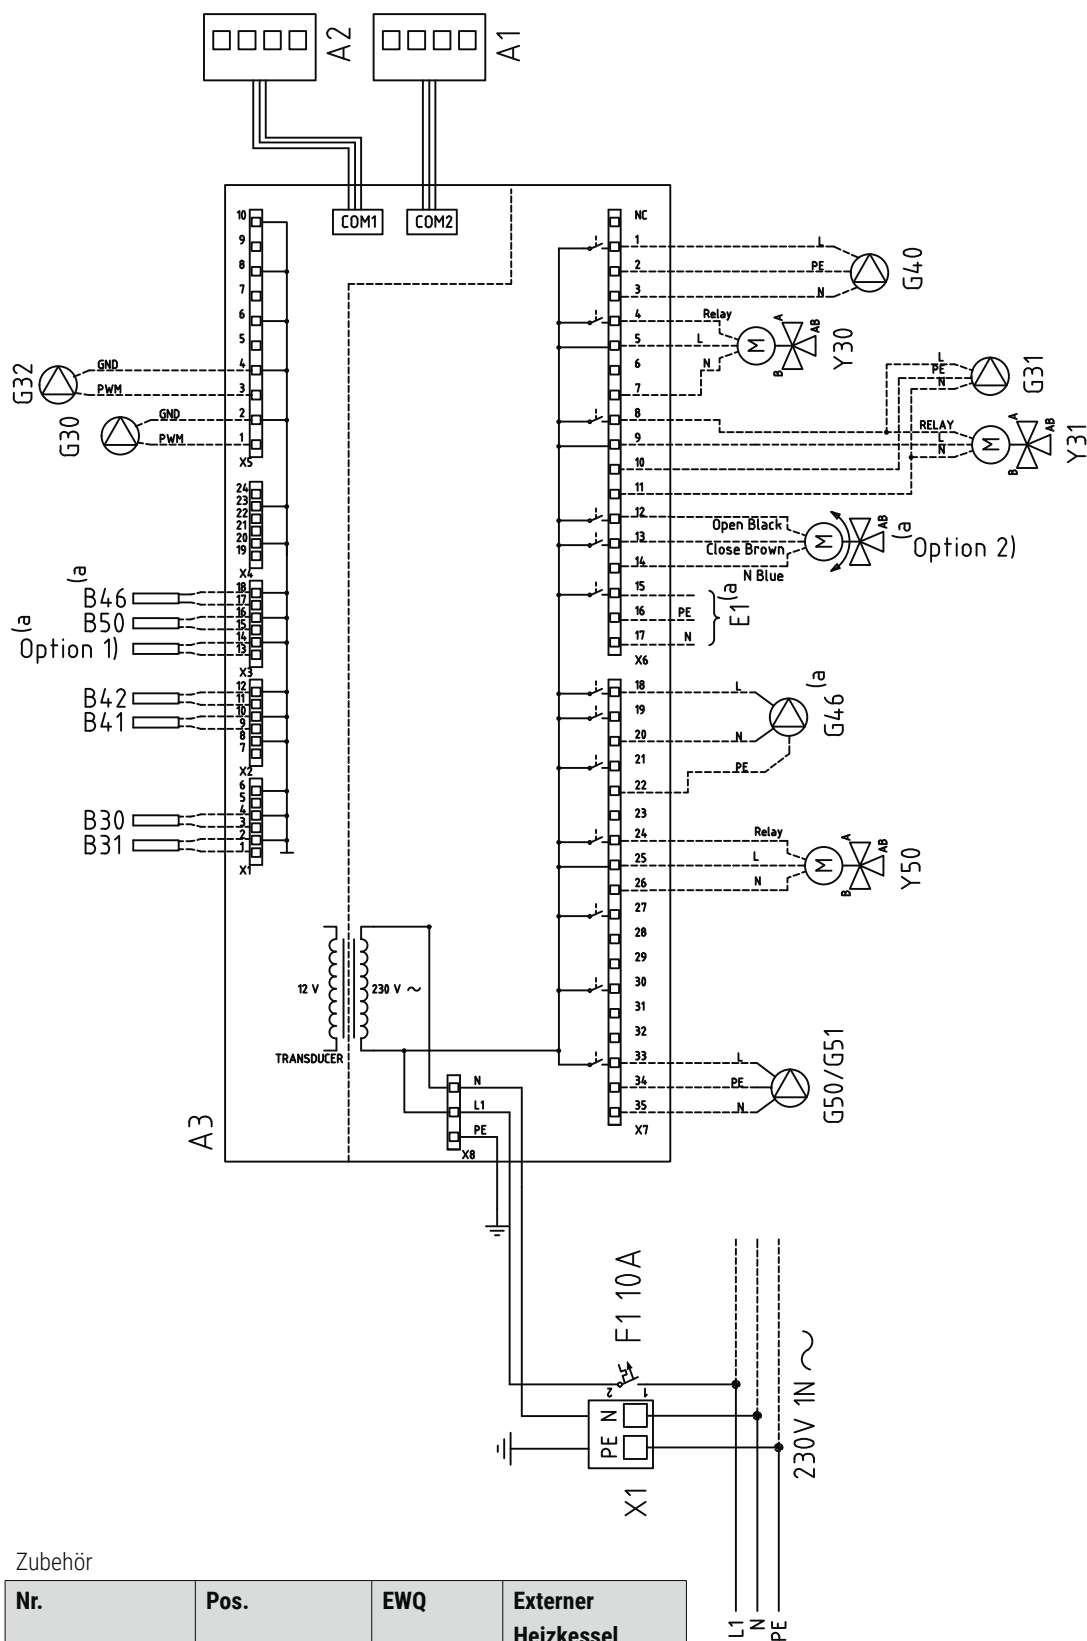 A2
A1
COM1
COM2
10
9
8
7
6
5
4
3
2
1
X5
G32
GND
PWM
G30
GND
PWM
24
23
22
21
20
19
X4
18
17
16
15
14
13
X3
(a
B46
B50
(a
Option 1)
12
11
10
9
8
7
X2
B42
B41
6
5
4
3
2
1
X1
B30
B31
NC
1
2
3
4
5
6
7
8
9
10
11
12
13
14
15
16
17
X6
L
PE
N
G40
Relay
L
N
M
A
AB
B
Y30
L
PE
N
G31
RELAY
L
N
M
A
AB
B
Y31
Open Black
Close Brown
N Blue
M
AB
(a
Option 2)
PE
N
E1
(a
18
19
20
21
22
23
24
25
26
27
28
29
30
31
32
33
34
35
X7
L
N
PE
G46
(a
Relay
L
N
M
A
AB
B
Y50
L
PE
N
G50/G51
12 V
230 V ~
TRANSDUCER
A3
N
L1
PE
X8
F1 10A
2
1
N
PE
X1
230V 1N ~
L1
N
PE
Zubehör
Nr. Pos. EWQ Externer
Heizkessel